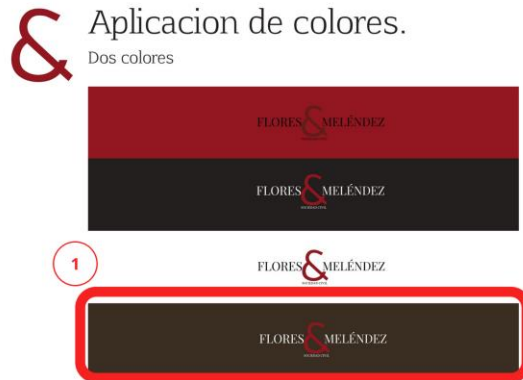 &
Aplicacion de colores.
Dos colores
FLORES & MELÉNDEZ
FLORES & MELÉNDEZ
1
FLORES & MELÉNDEZ
FLORES & MELÉNDEZ